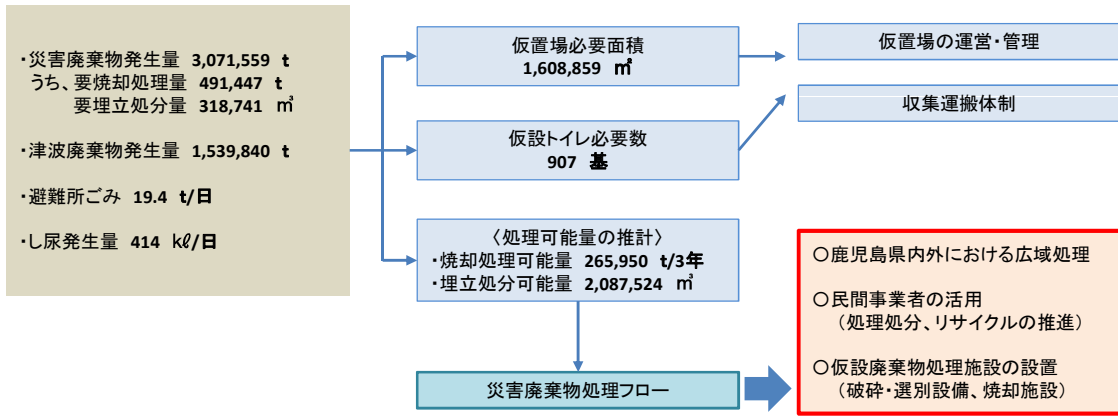 ・災害廃棄物発生量 3,071,559 t
うち、要焼却処理量 491,447 t
要埋立処分量 318,741 ㎥
・津波廃棄物発生量 1,539,840 t
・避難所ごみ 19.4 t/日
・し尿発生量 414 kℓ/日
仮置場必要面積
1,608,859 ㎡
仮設トイレ必要数
907 基
〈処理可能量の推計〉
・焼却処理可能量 265,950 t/3年
・埋立処分可能量 2,087,524 ㎥
災害廃棄物処理フロー
仮置場の運営・管理
収集運搬体制
○鹿児島県内外における広域処理
○民間事業者の活用
（処理処分、リサイクルの推進）
○仮設廃棄物処理施設の設置
（破砕・選別設備、焼却施設）